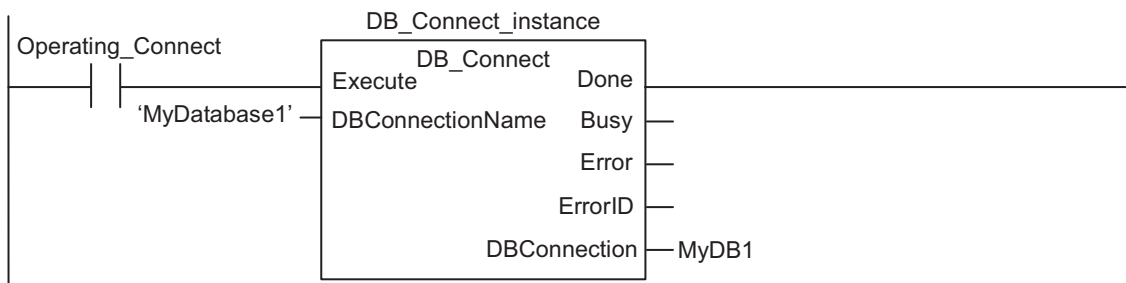 DB_Connect_instance
Operating_Connect
DB_Connect
Execute
Done
‘MyDatabase1’
DBConnectionName
Busy
Error
ErrorID
DBConnection
MyDB1